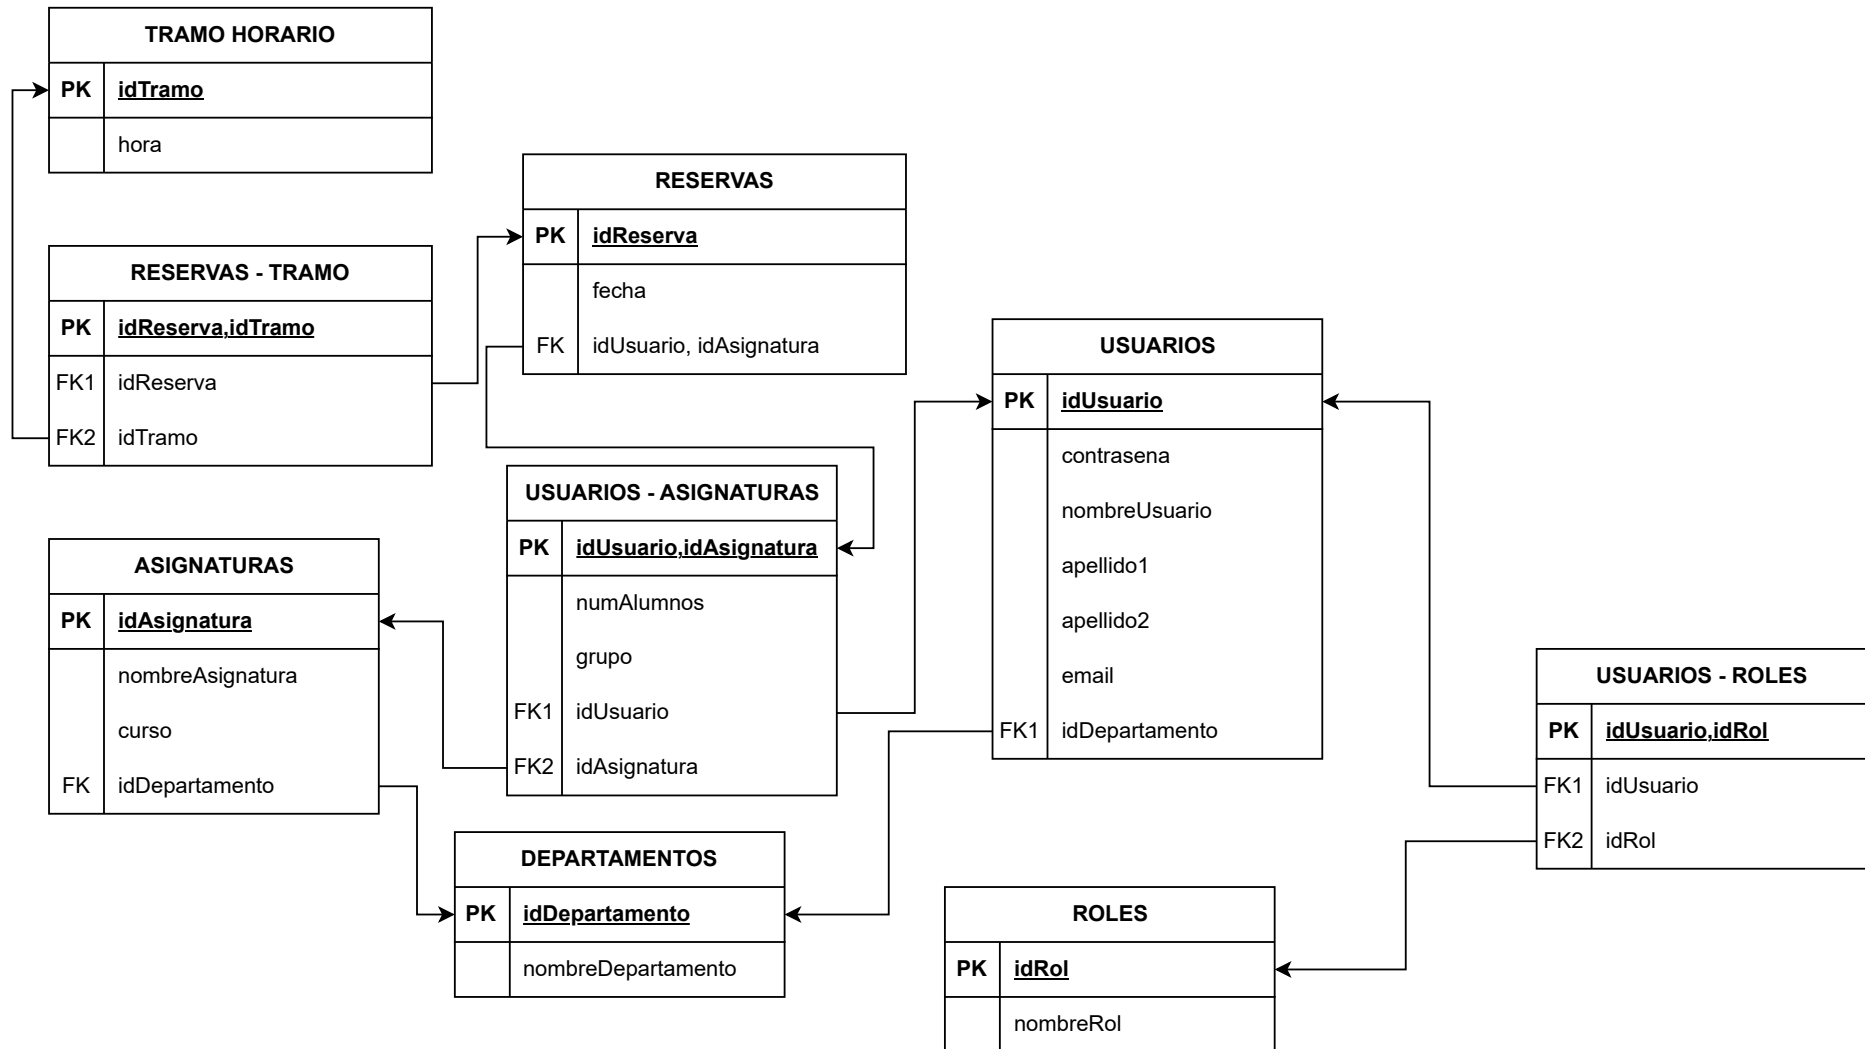 TRAMO HORARIO
PK idTramo
hora
RESERVAS
PK idReserva
fecha
FK idUsuario, idAsignatura
RESERVAS - TRAMO
PK idReserva,idTramo
FK1 idReserva
FK2 idTramo
USUARIOS
PK idUsuario
contrasena
nombreUsuario
apellido1
apellido2
email
FK1 idDepartamento
USUARIOS - ASIGNATURAS
PK idUsuario,idAsignatura
numAlumnos
grupo
FK1 idUsuario
FK2 idAsignatura
ASIGNATURAS
PK idAsignatura
nombreAsignatura
curso
FK idDepartamento
USUARIOS - ROLES
PK idUsuario,idRol
FK1 idUsuario
FK2 idRol
DEPARTAMENTOS
PK idDepartamento
nombreDepartamento
ROLES
PK idRol
nombreRol